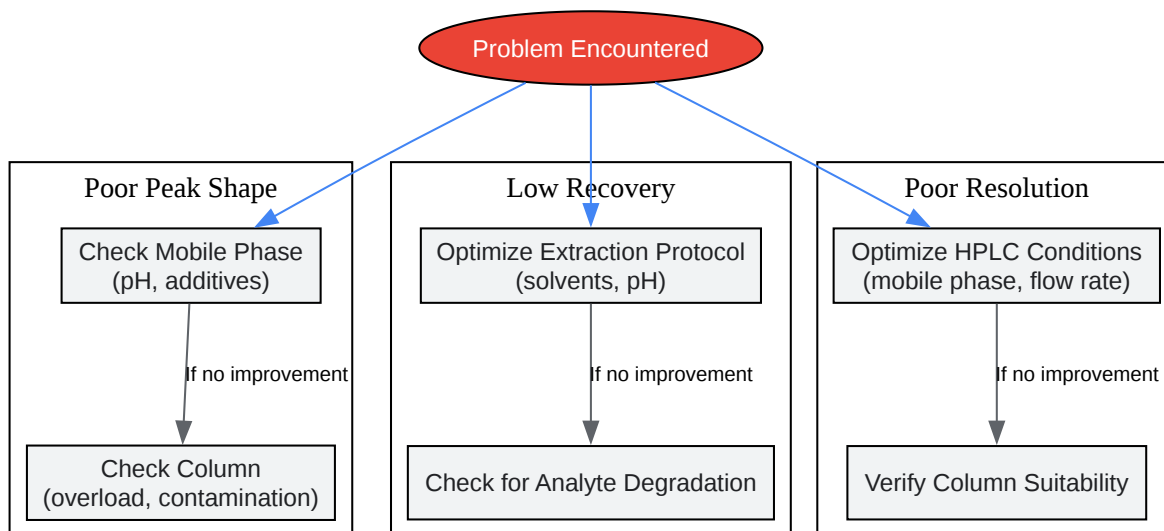 Problem Encountered
Poor Peak Shape
Check Mobile Phase
(pH, additives)
If no improvement
Check Column
(overload, contamination)
Low Recovery
Optimize Extraction Protocol
(solvents, pH)
If no improvement
Check for Analyte Degradation
Poor Resolution
Optimize HPLC Conditions
(mobile phase, flow rate)
If no improvement
Verify Column Suitability